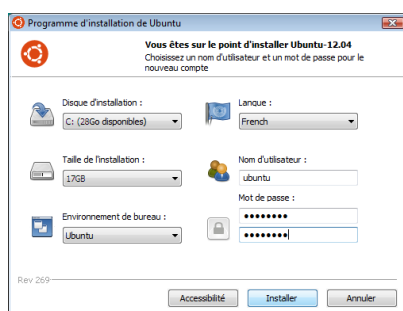 Programme d'installation de Ubuntu
Vous êtes sur le point d'installer Ubuntu-12.04
Choisissez un nom d'utilisateur et un mot de passe pour le
nouveau compte
Disque d'installation :
C: (28Go disponibles)
Langue :
French
Taille de l'installation :
17GB
Nom d'utilisateur :
ubuntu
Mot de passe :
••••••••
••••••••
Environnement de bureau :
Ubuntu
Rev 269
Accessibilité
Installer
Annuler